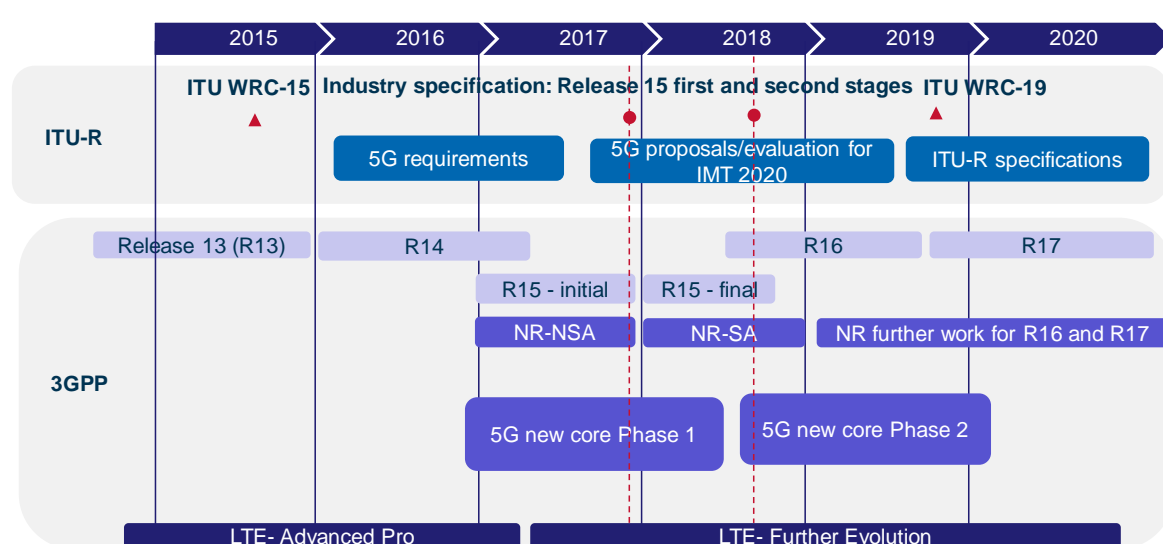 2015 2016 2017 2018 2019 2020
ITU WRC-15 Industry specification: Release 15 first and second stages ITU WRC-19
ITU-R
5G requirements
5G proposals/evaluation for
IMT 2020
ITU-R specifications
Release 13 (R13) R14 R16 R17
R15 - initial R15 - final
NR-NSA NR-SA NR further work for R16 and R17
3GPP
5G new core Phase 1 5G new core Phase 2
LTE- Advanced Pro LTE- Further Evolution